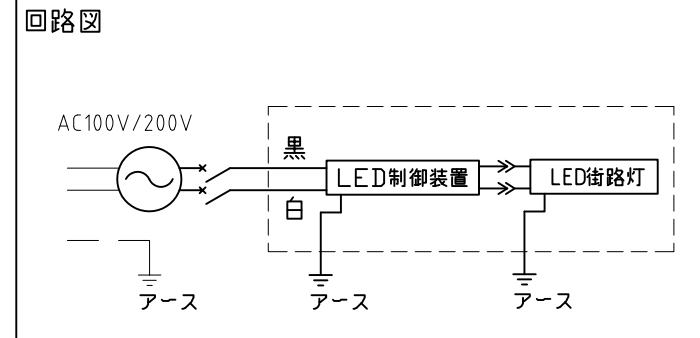 回路図
AC100V/200V
黒
LED制御装置
LED街路灯
白
アース
アース
アース